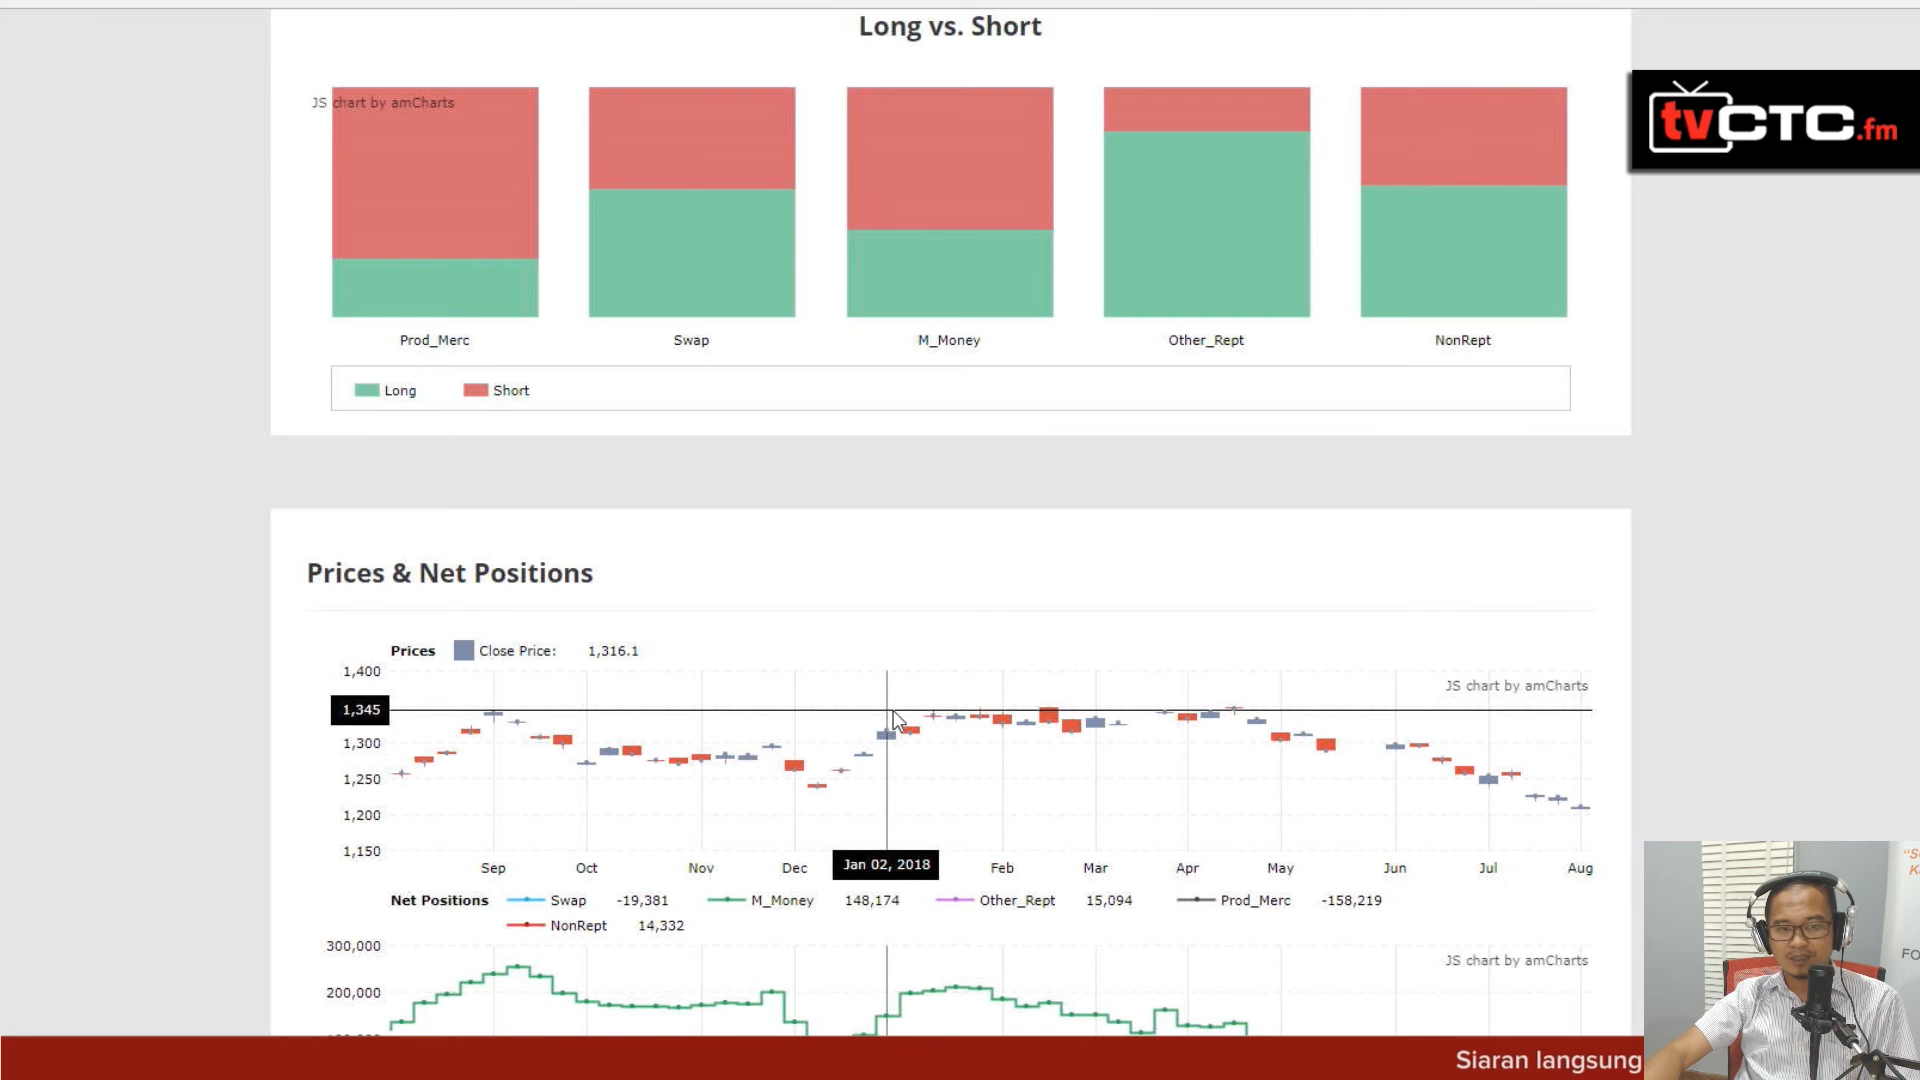 Long vs. Short
JS chart by amCharts
tvCTC.fm
Prod_Merc Swap M_Money Other_Rept NonRept
Long Short
Prices & Net Positions
Prices Close Price: 1,316.1
JS chart by amCharts
1,400
1,345
1,300
1,250
1,200
1,150
Sep Oct Nov Dec Jan 02, 2018 Feb Mar Apr May Jun Jul Aug
Net Positions Swap -19,381 M_Money 148,174 Other_Rept 15,094 Prod_Merc -158,219
NonRept 14,332
JS chart by amCharts
300,000
200,000
FO
Siaran langsung